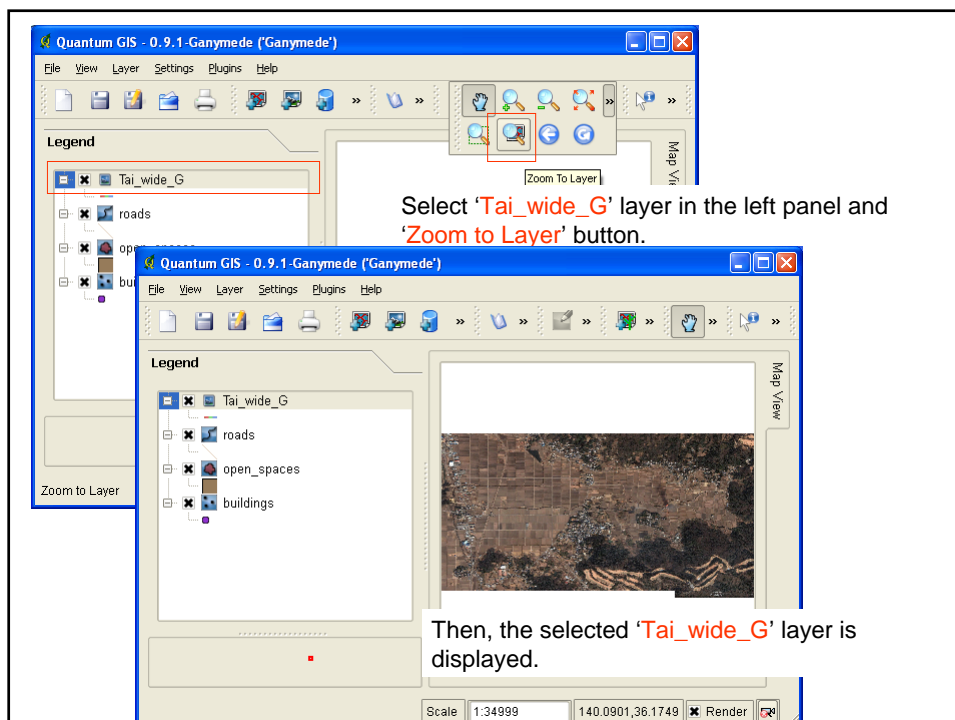 Quantum GIS - 0.9.1-Ganymede ('Ganymede')
File View Layer Settings Plugins Help
Legend
Map Vi
Tai_wide_G
Zoom To Layer
roads
open_spaces
bui
Zoom to Layer
Select ‘Tai_wide_G’ layer in the left panel and
‘Zoom to Layer’ button.
Quantum GIS - 0.9.1-Ganymede ('Ganymede')
File View Layer Settings Plugins Help
Legend
Map View
Tai_wide_G
roads
open_spaces
buildings
Then, the selected ‘Tai_wide_G’ layer is
displayed.
Scale 1:34999 140.0901,36.1749 Render